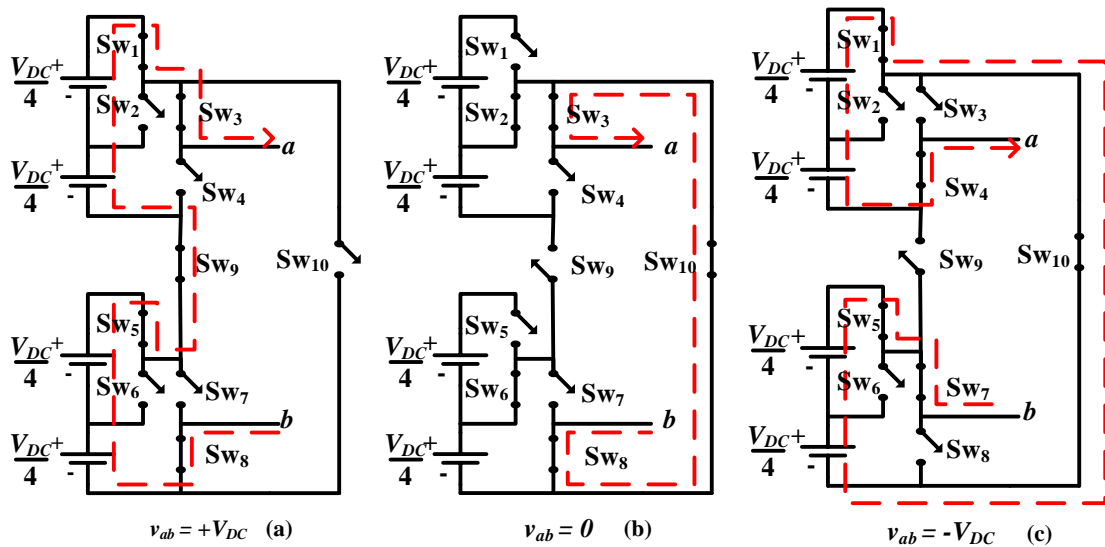 Sw1
VDC/4 + -
Sw2
Sw3
a
VDC/4 + -
Sw4
Sw9
Sw10
Sw5
VDC/4 + -
Sw6
Sw7
b
VDC/4 + -
Sw8
vab = +VDC (a)
Sw1
VDC/4 + -
Sw2
Sw3
a
VDC/4 + -
Sw4
Sw9
Sw10
Sw5
VDC/4 + -
Sw6
Sw7
b
VDC/4 + -
Sw8
vab = 0 (b)
Sw1
VDC/4 + -
Sw2
Sw3
a
VDC/4 + -
Sw4
Sw9
Sw10
Sw5
VDC/4 + -
Sw6
Sw7
b
VDC/4 + -
Sw8
vab = -VDC (c)